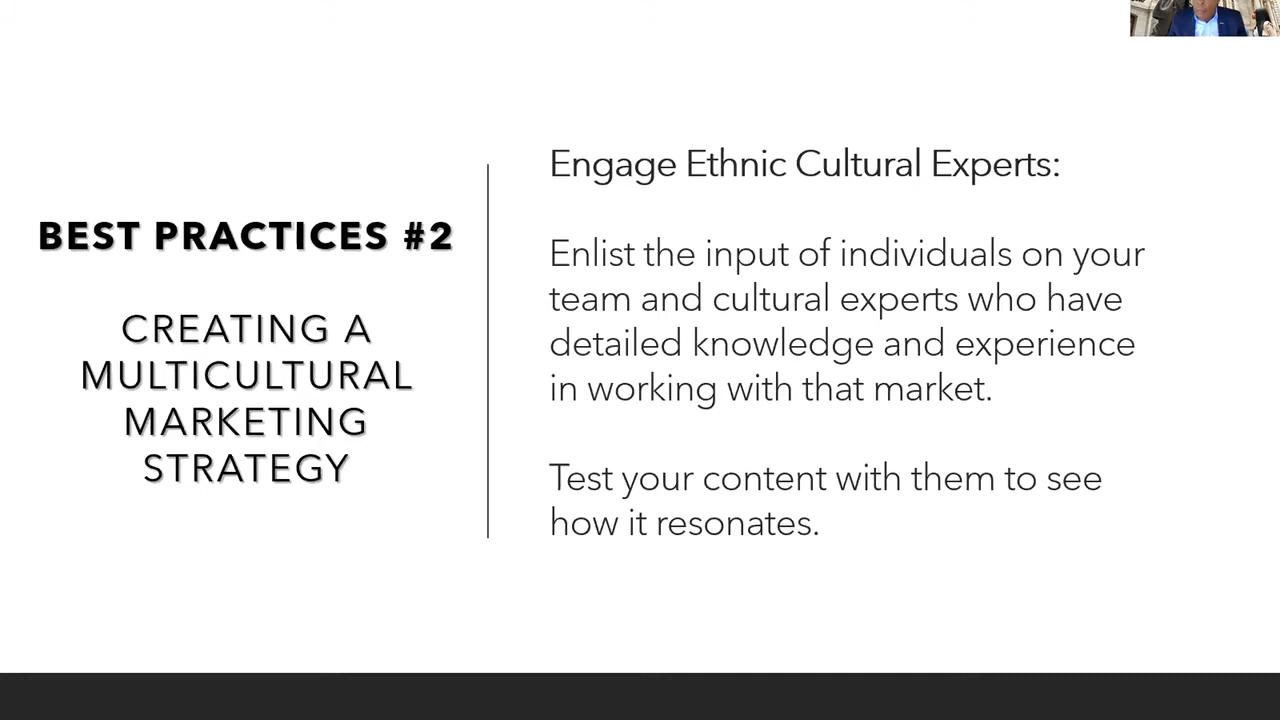 BEST PRACTICES #2
CREATING A
MULTICULTURAL
MARKETING
STRATEGY
Engage Ethnic Cultural Experts:
Enlist the input of individuals on your
team and cultural experts who have
detailed knowledge and experience
in working with that market.
Test your content with them to see
how it resonates.